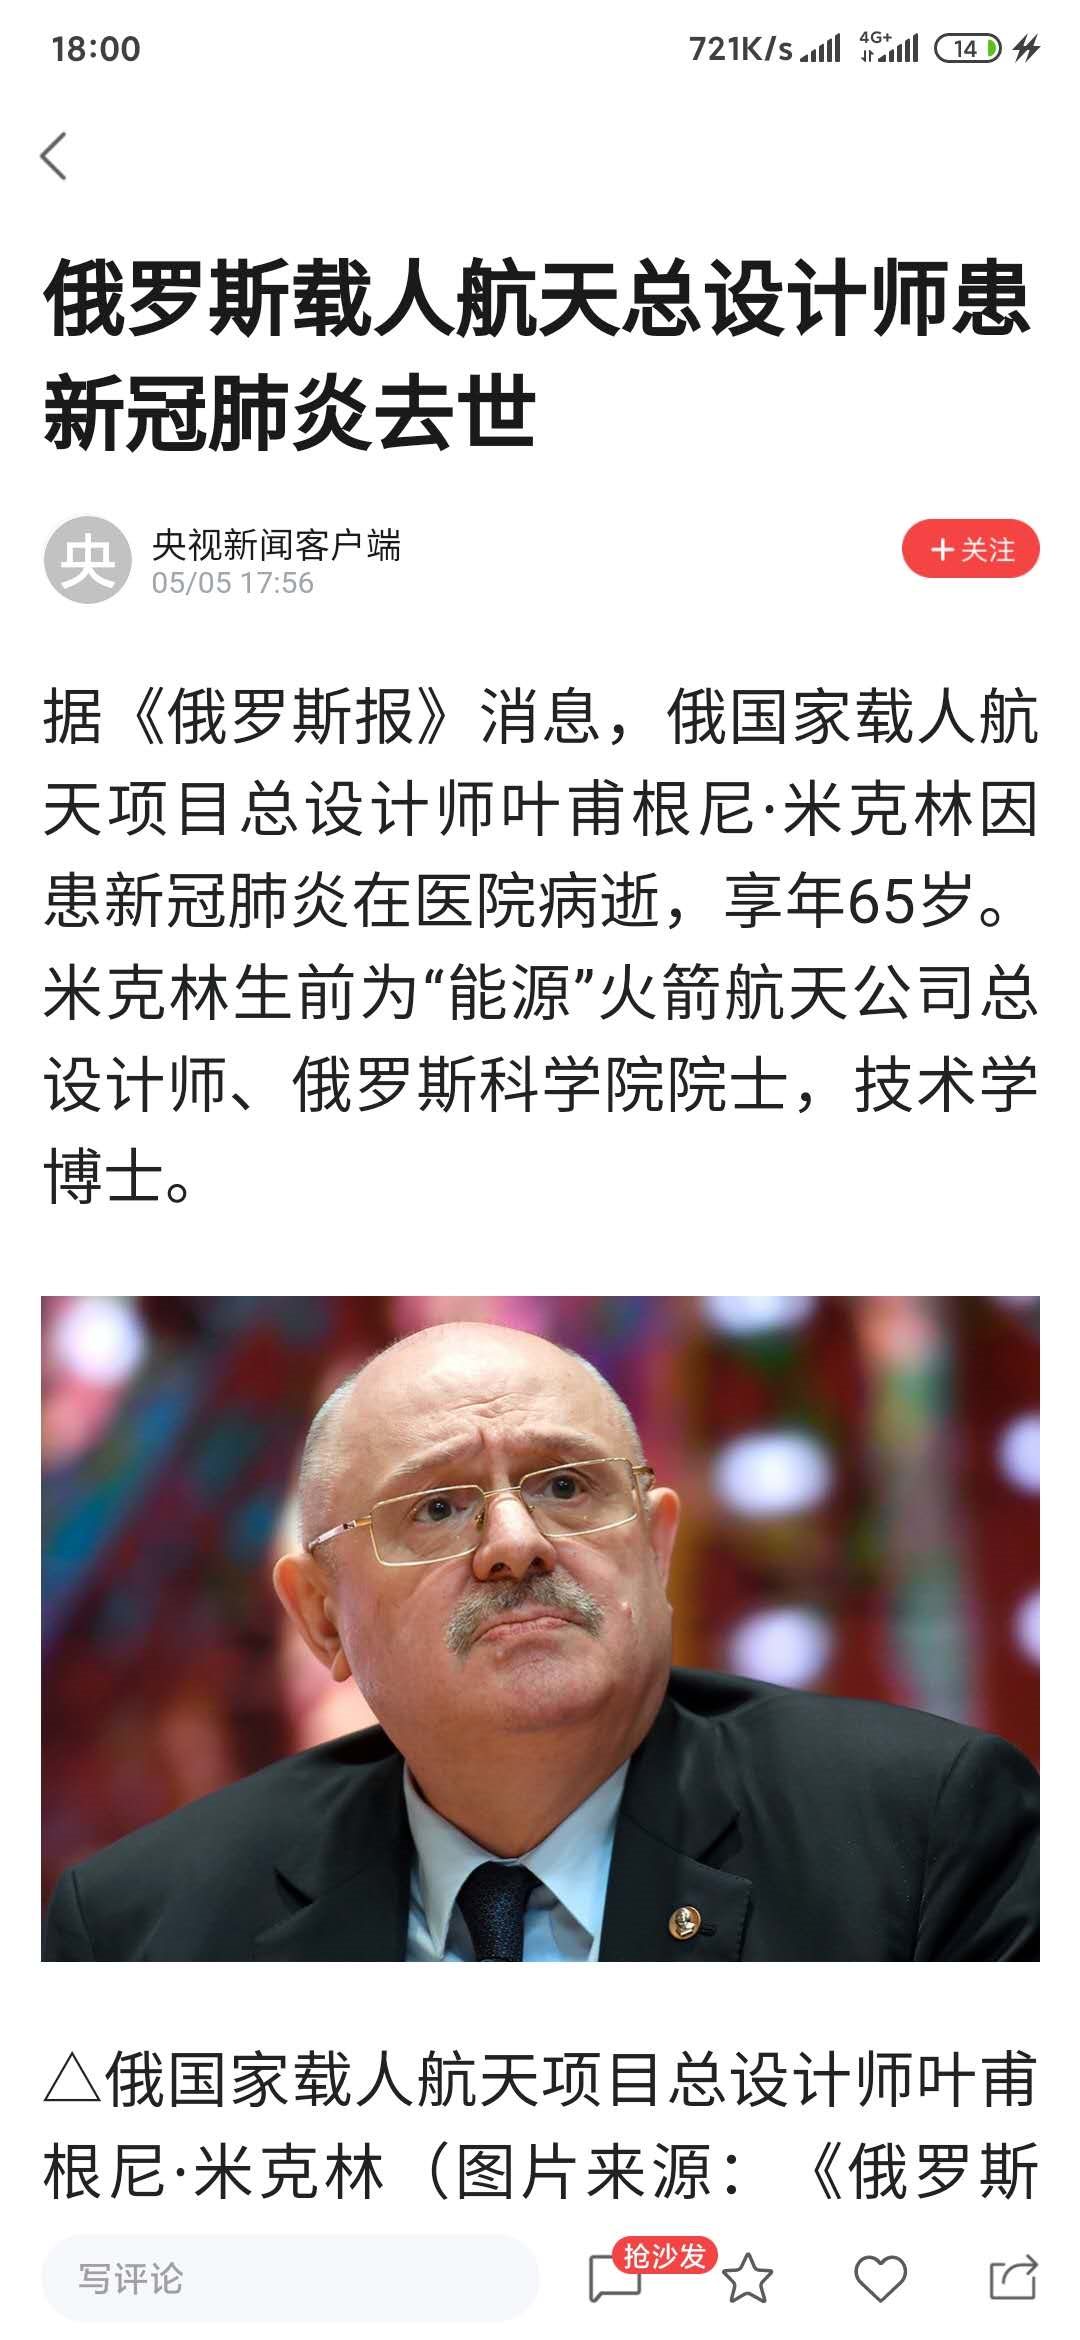 18:00
721K/s 4G+ 14
俄罗斯载人航天总设计师患
新冠肺炎去世
央
央视新闻客户端
05/05 17:56
+关注
据《俄罗斯报》消息，俄国家载人航
天项目总设计师叶甫根尼·米克林因
患新冠肺炎在医院病逝，享年65岁。
米克林生前为“能源”火箭航天公司总
设计师、俄罗斯科学院院士，技术学
博士。
△俄国家载人航天项目总设计师叶甫
根尼·米克林（图片来源：《俄罗斯
写评论
抢沙发